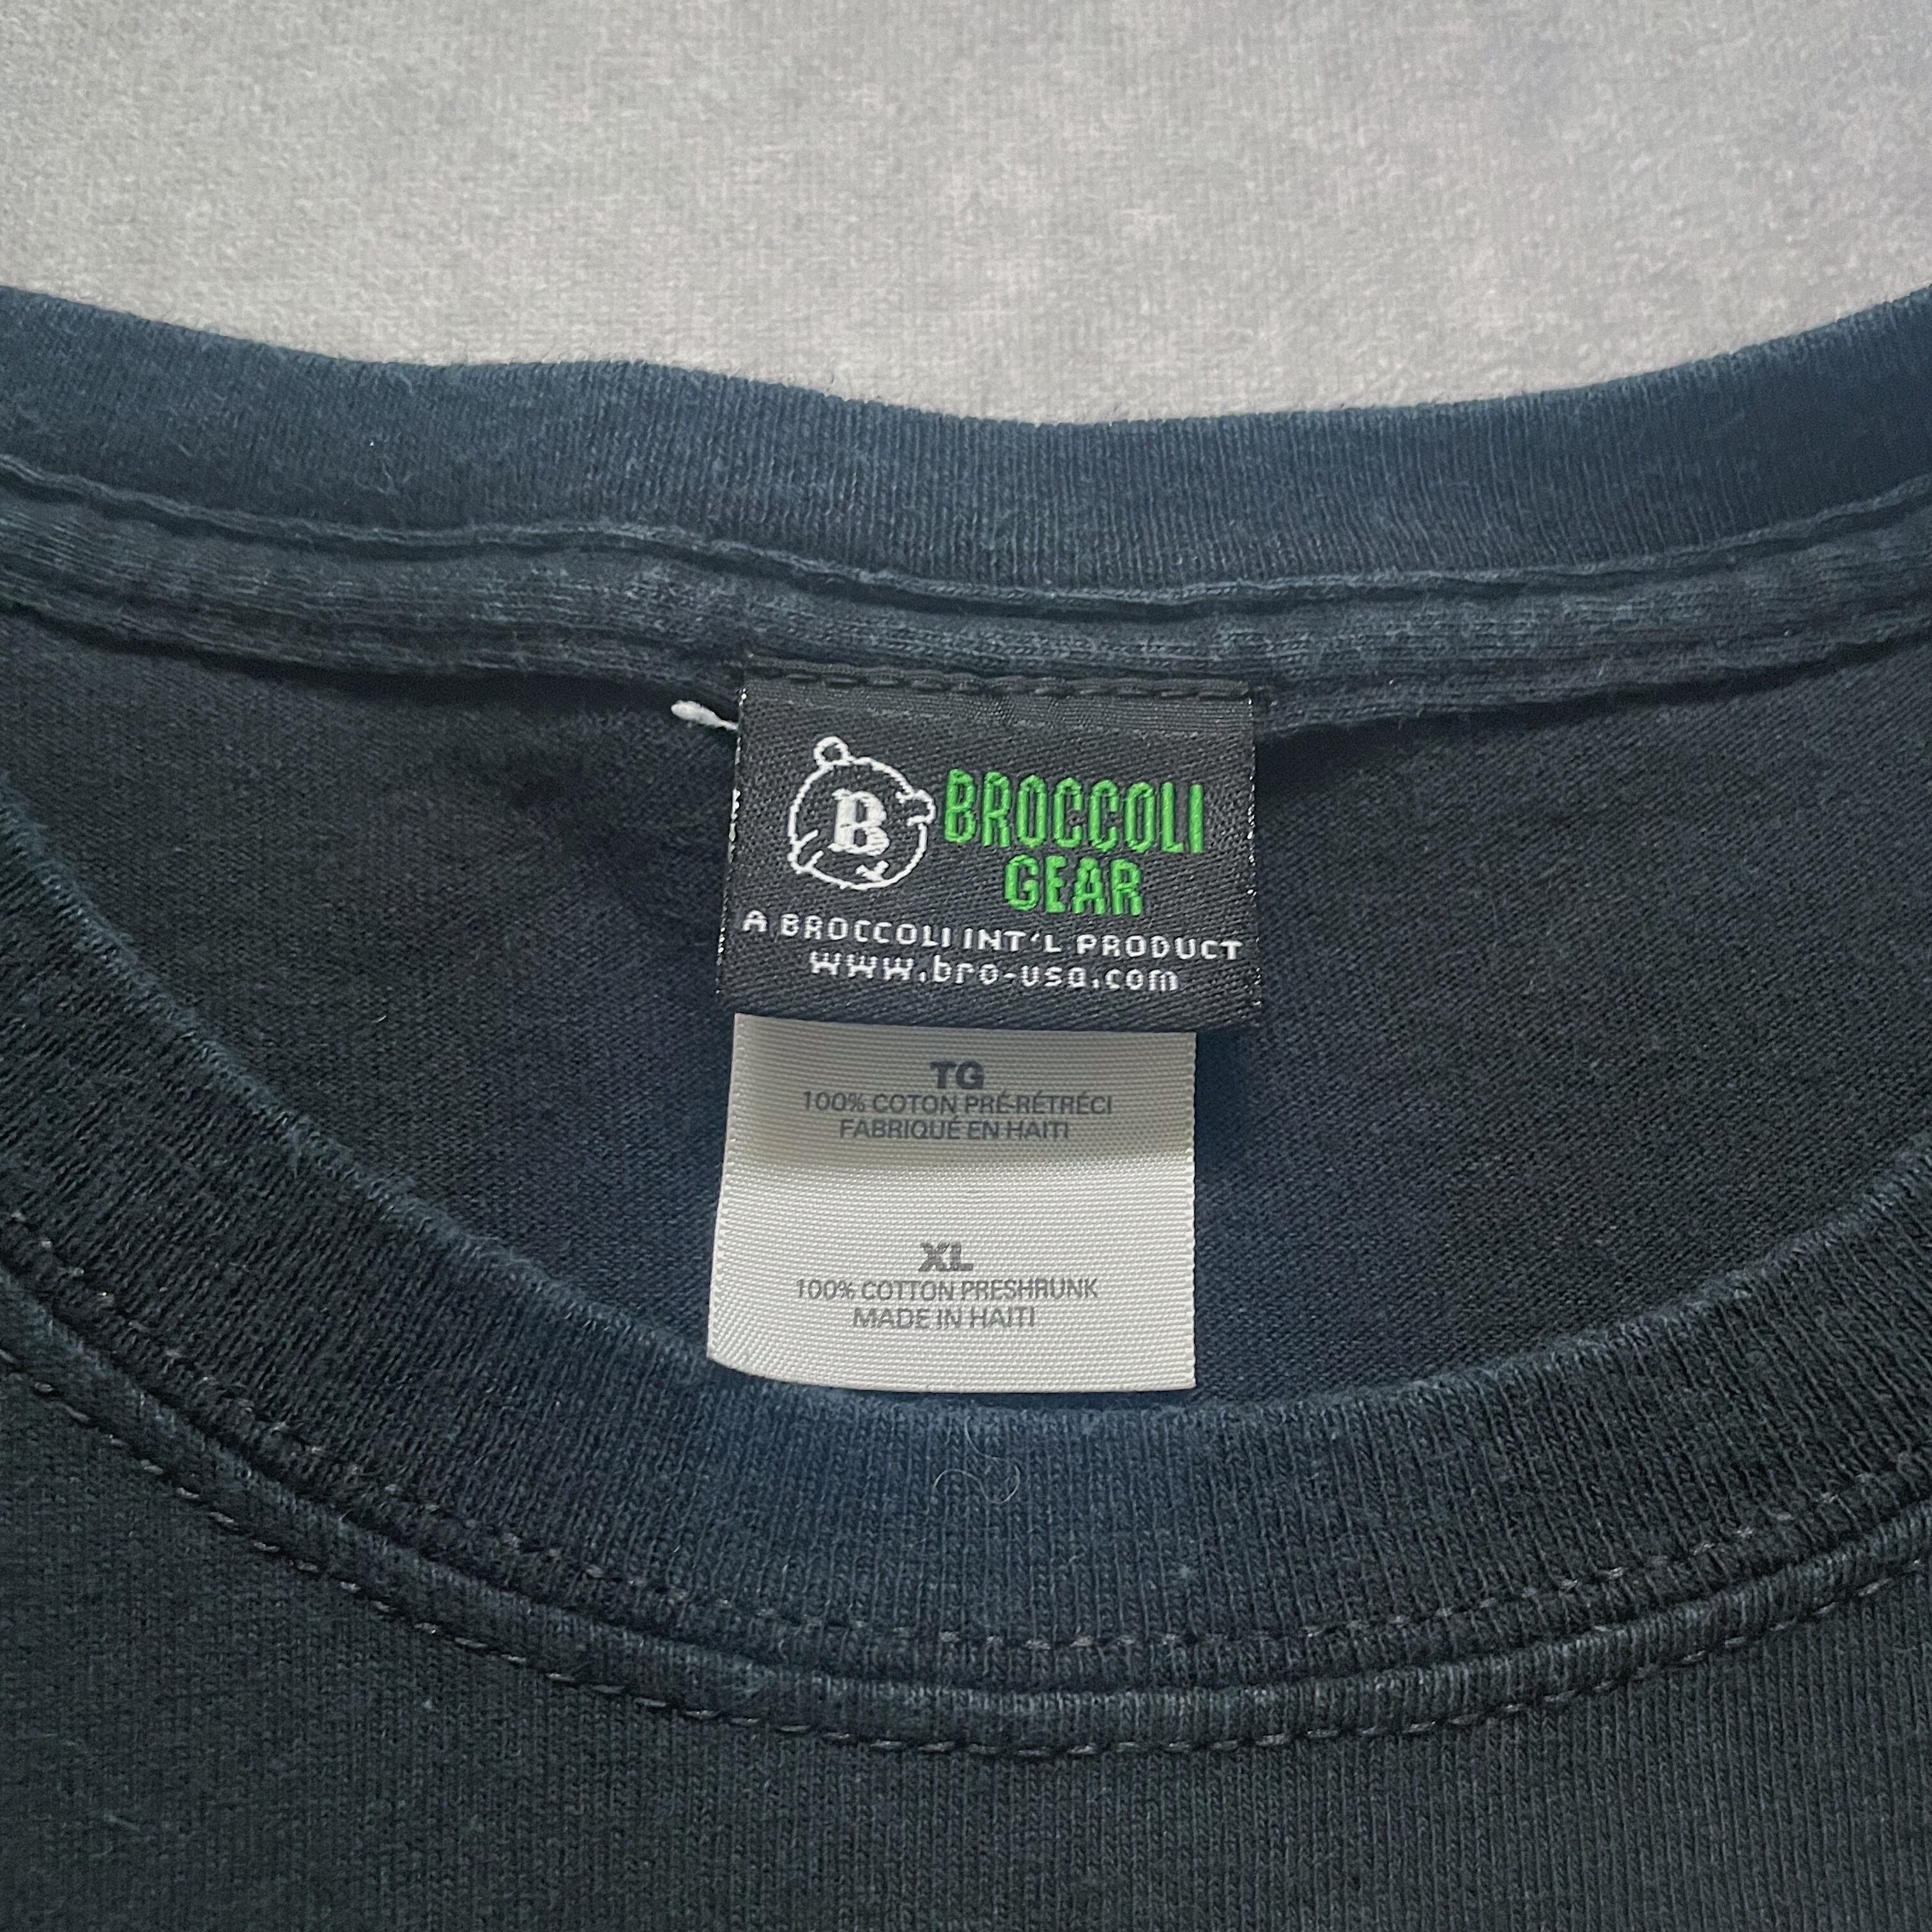 B
BROCCOLI
GEAR
A BROCCOLI INT'L PRODUCT
www.bro-usa.com
TG
100% COTON PRÉ-RÉTRÉCI
FABRIQUÉ EN HAITI
XL
100% COTTON PRESHRUNK
MADE IN HAITI